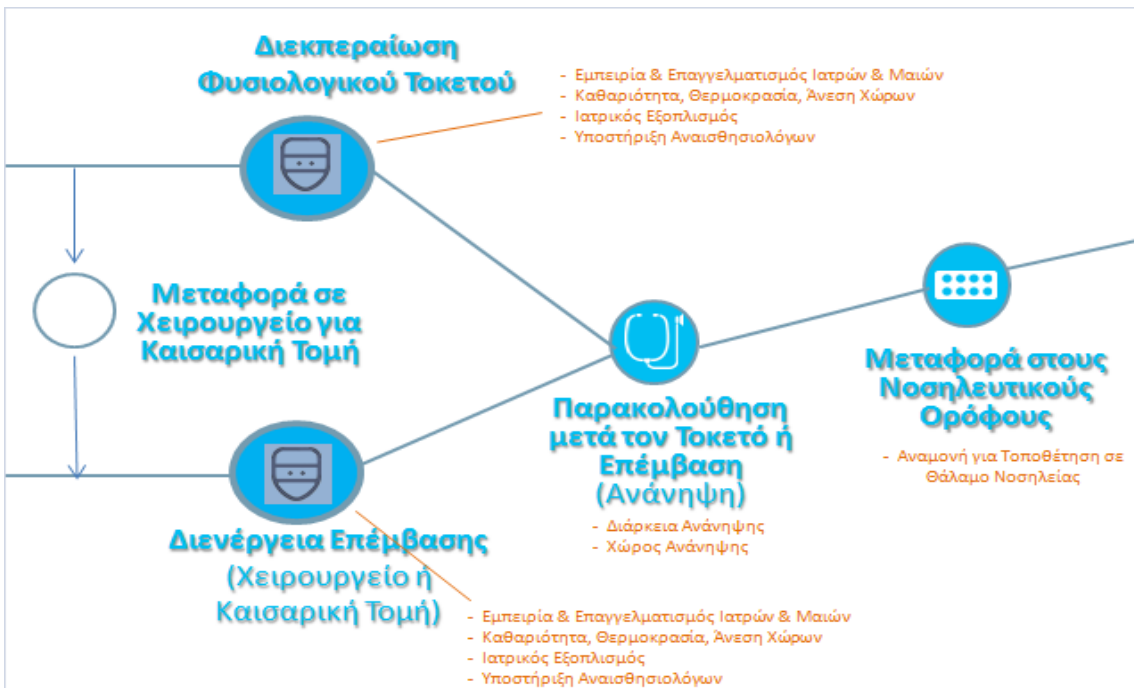 Διεκπεραίωση
Φυσιολογικού Τοκετού
- Εμπειρία & Επαγγελματισμός Ιατρών & Μαιών
- Καθαριότητα, Θερμοκρασία, Άνεση Χώρων
- Ιατρικός Εξοπλισμός
- Υποστήριξη Αναισθησιολόγων
Μεταφορά σε
Χειρουργείο για
Καισαρική Τομή
Παρακολούθηση
μετά τον Τοκετό ή
Επέμβαση
(Ανάνηψη)
- Διάρκεια Ανάνηψης
- Χώρος Ανάνηψης
Μεταφορά στους
Νοσηλευτικούς
Ορόφους
- Αναμονή για Τοποθέτηση σε
Θάλαμο Νοσηλείας
Διενέργεια Επέμβασης
(Χειρουργείο ή
Καισαρική Τομή)
- Εμπειρία & Επαγγελματισμός Ιατρών & Μαιών
- Καθαριότητα, Θερμοκρασία, Άνεση Χώρων
- Ιατρικός Εξοπλισμός
- Υποστήριξη Αναισθησιολόγων